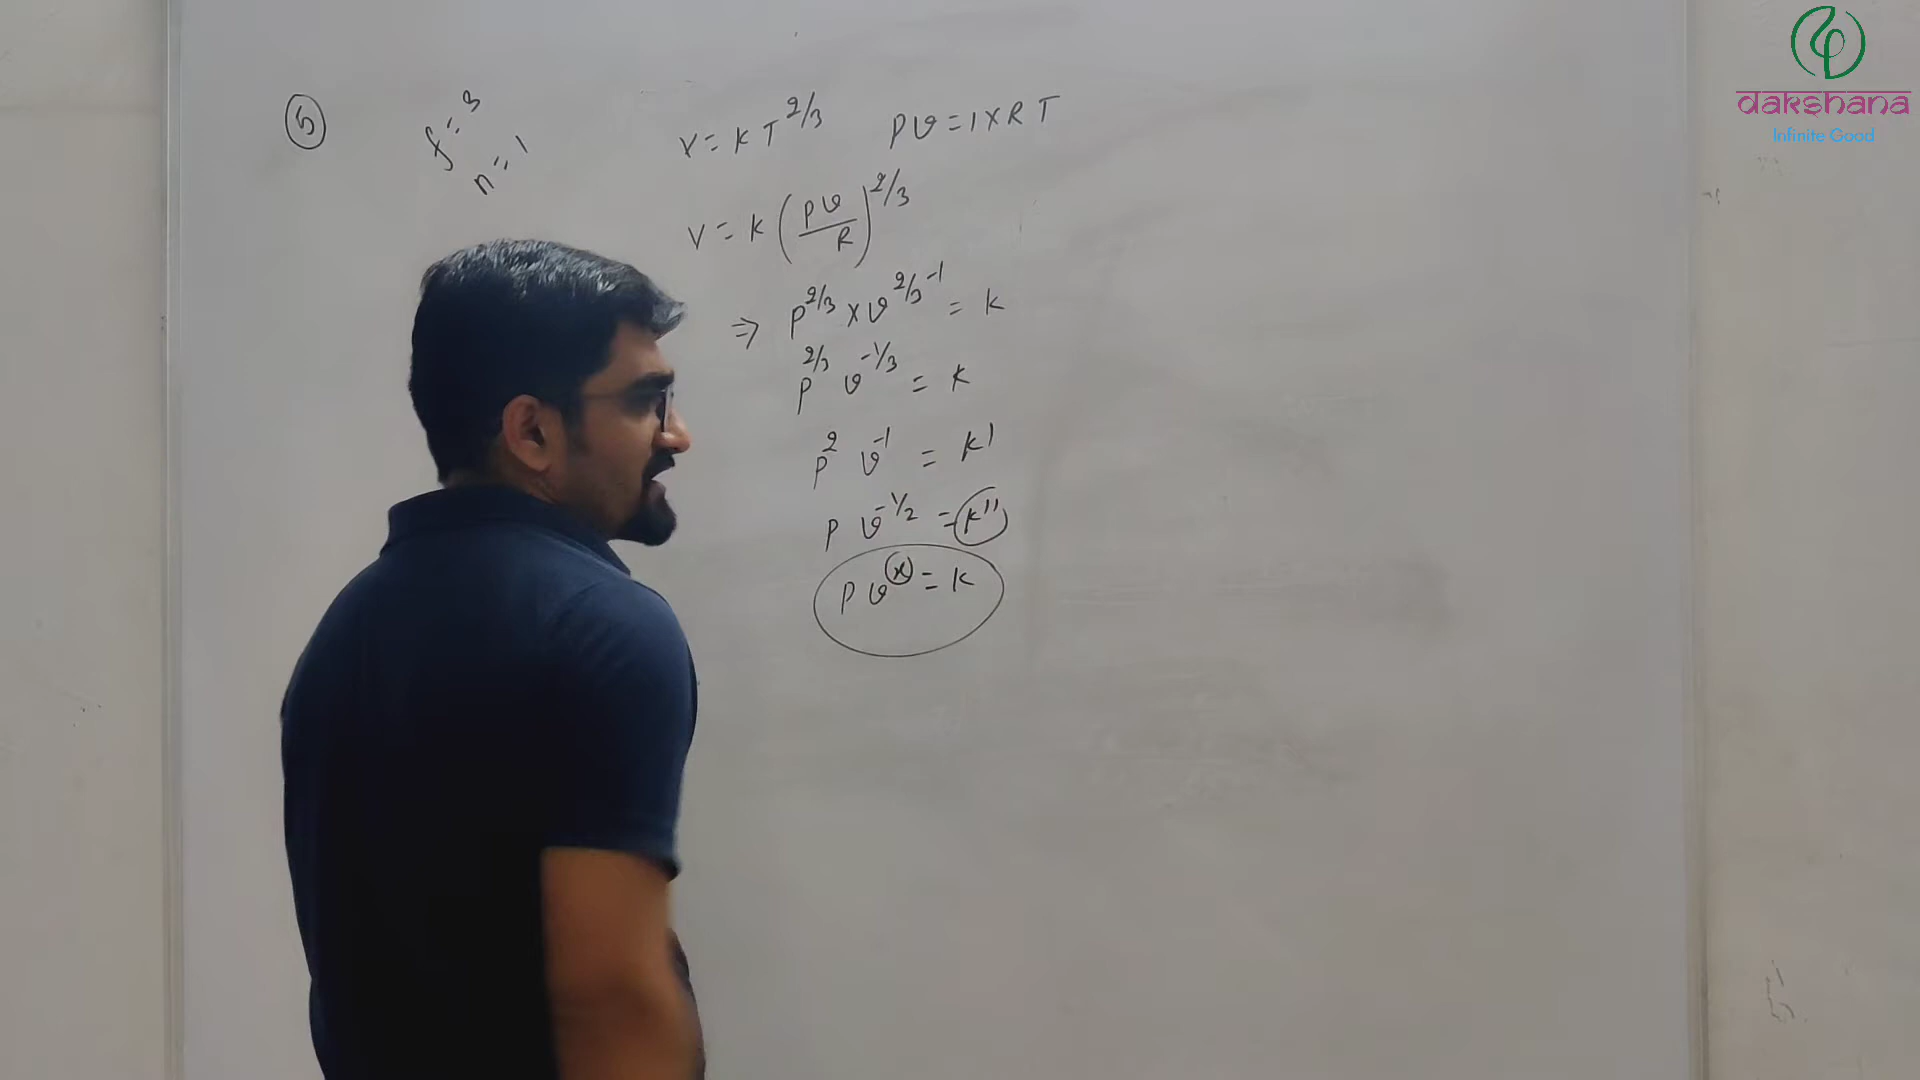 5
f = 3
n = 1
V = K T^2/3 PV = 1 X R T
V = K (PV/R)^2/3
⇒ P^2/3 X V^2/3-1 = K
P^2/3 V^-1/3 = K
P^2 V^-1 = K'
P V^-1/2 = K''
P V^x = K
dakshana
Infinite Good